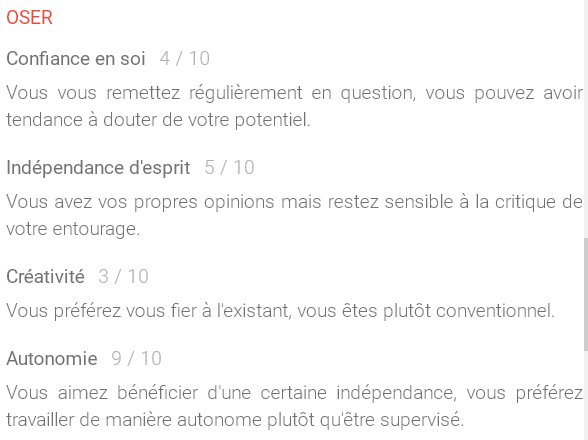 OSER
Confiance en soi 4 / 10
Vous vous remettez régulièrement en question, vous pouvez avoir
tendance à douter de votre potentiel.
Indépendance d'esprit 5 / 10
Vous avez vos propres opinions mais restez sensible à la critique de
votre entourage.
Créativité 3 / 10
Vous préférez vous fier à l'existant, vous êtes plutôt conventionnel.
Autonomie 9 / 10
Vous aimez bénéficier d'une certaine indépendance, vous préférez
travailler de manière autonome plutôt qu'être supervisé.